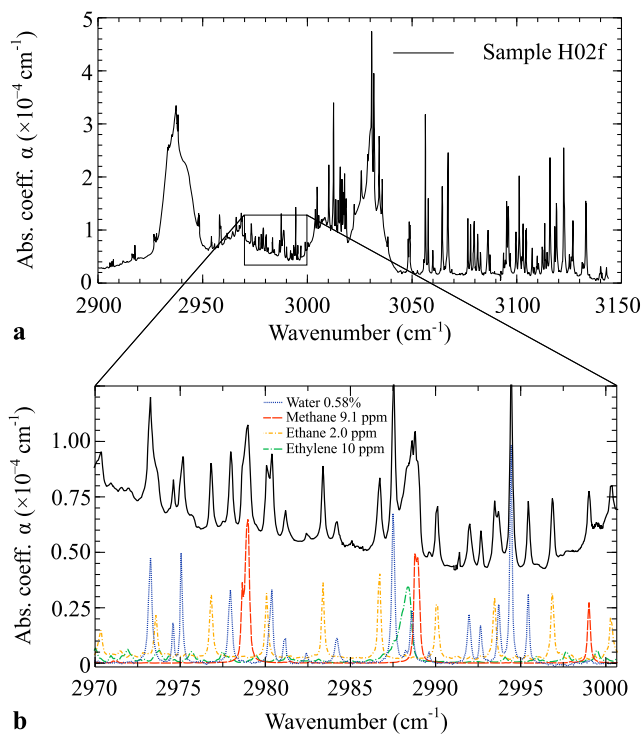 5
4
3
2
1
0
Abs. coeff. α (×10⁻⁴ cm⁻¹)
Sample H02f
2900 2950 3000 3050 3100 3150
Wavenumber (cm⁻¹)
a
Water 0.58%
Methane 9.1 ppm
Ethane 2.0 ppm
Ethylene 10 ppm
1.00
0.75
0.50
0.25
0
Abs. coeff. α (×10⁻⁴ cm⁻¹)
2970 2975 2980 2985 2990 2995 3000
Wavenumber (cm⁻¹)
b